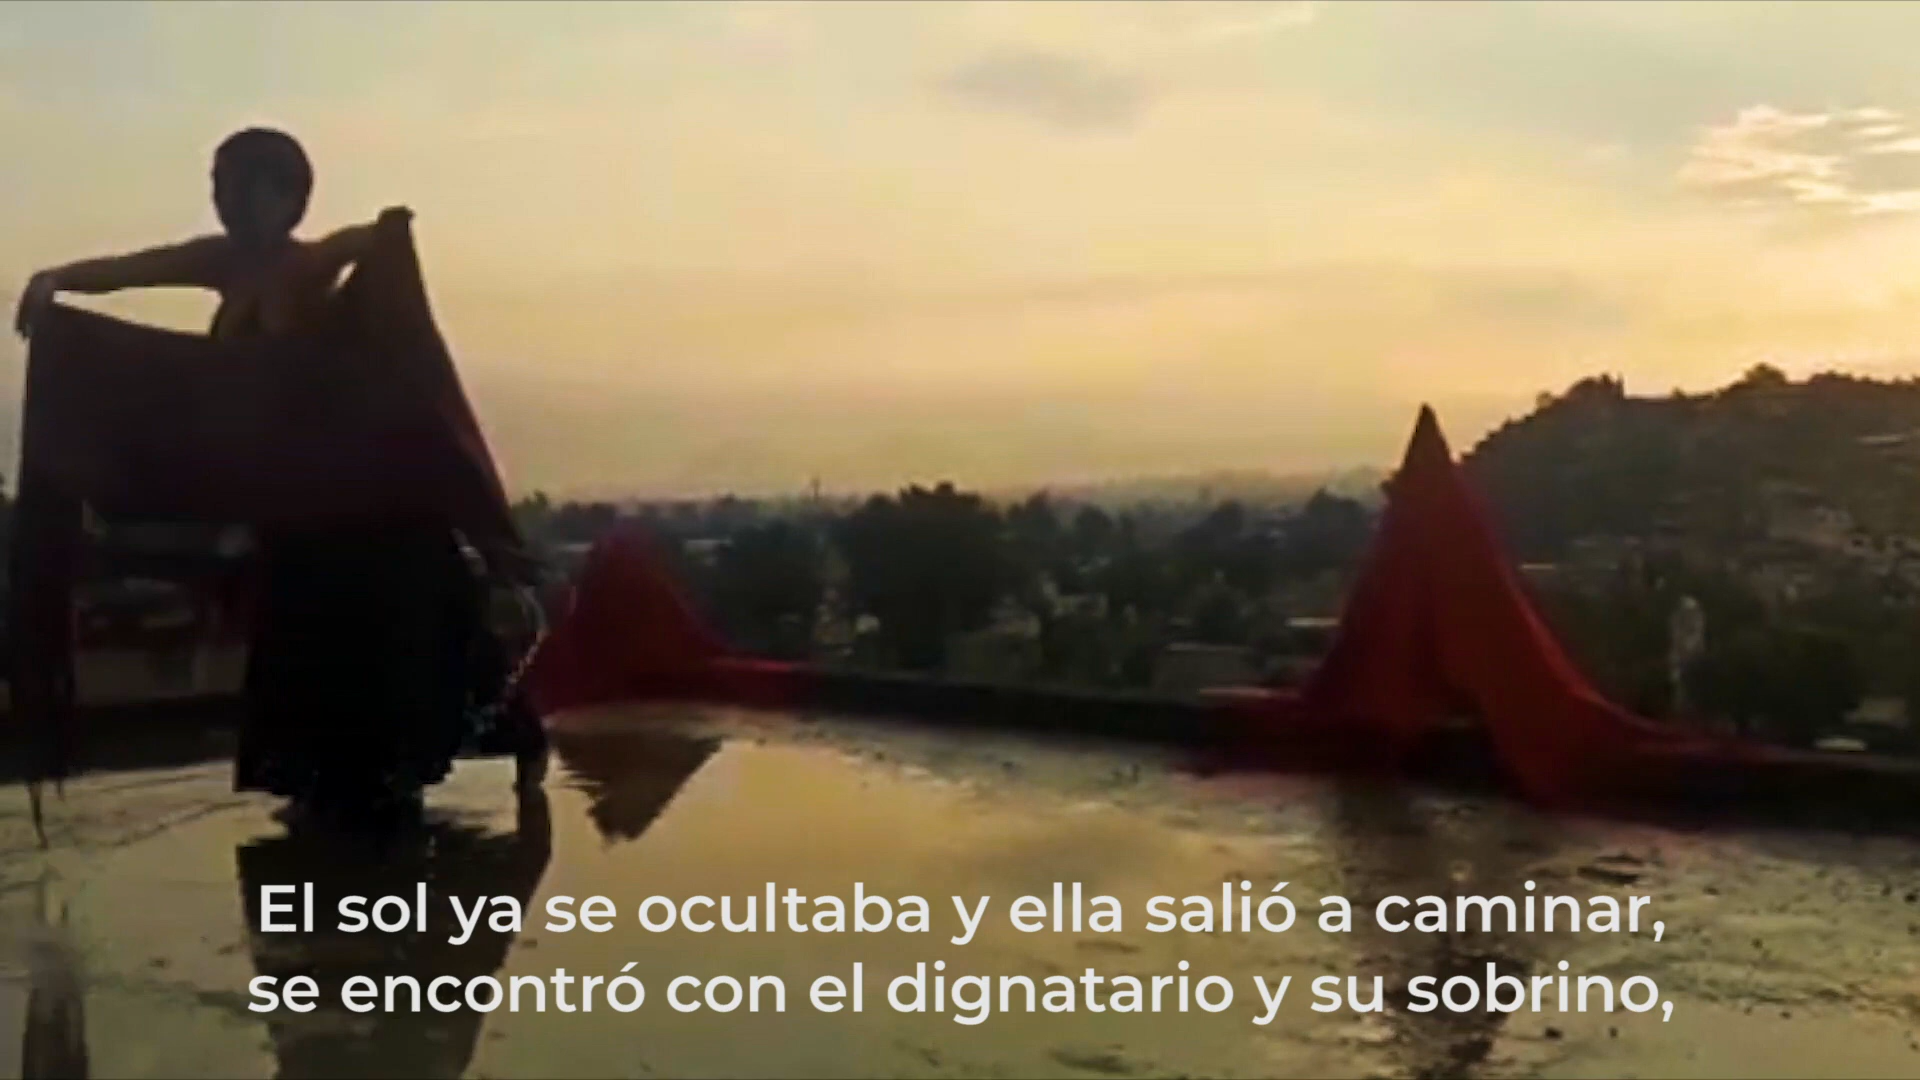 El sol ya se ocultaba y ella salió a caminar,
se encontró con el dignatario y su sobrino,